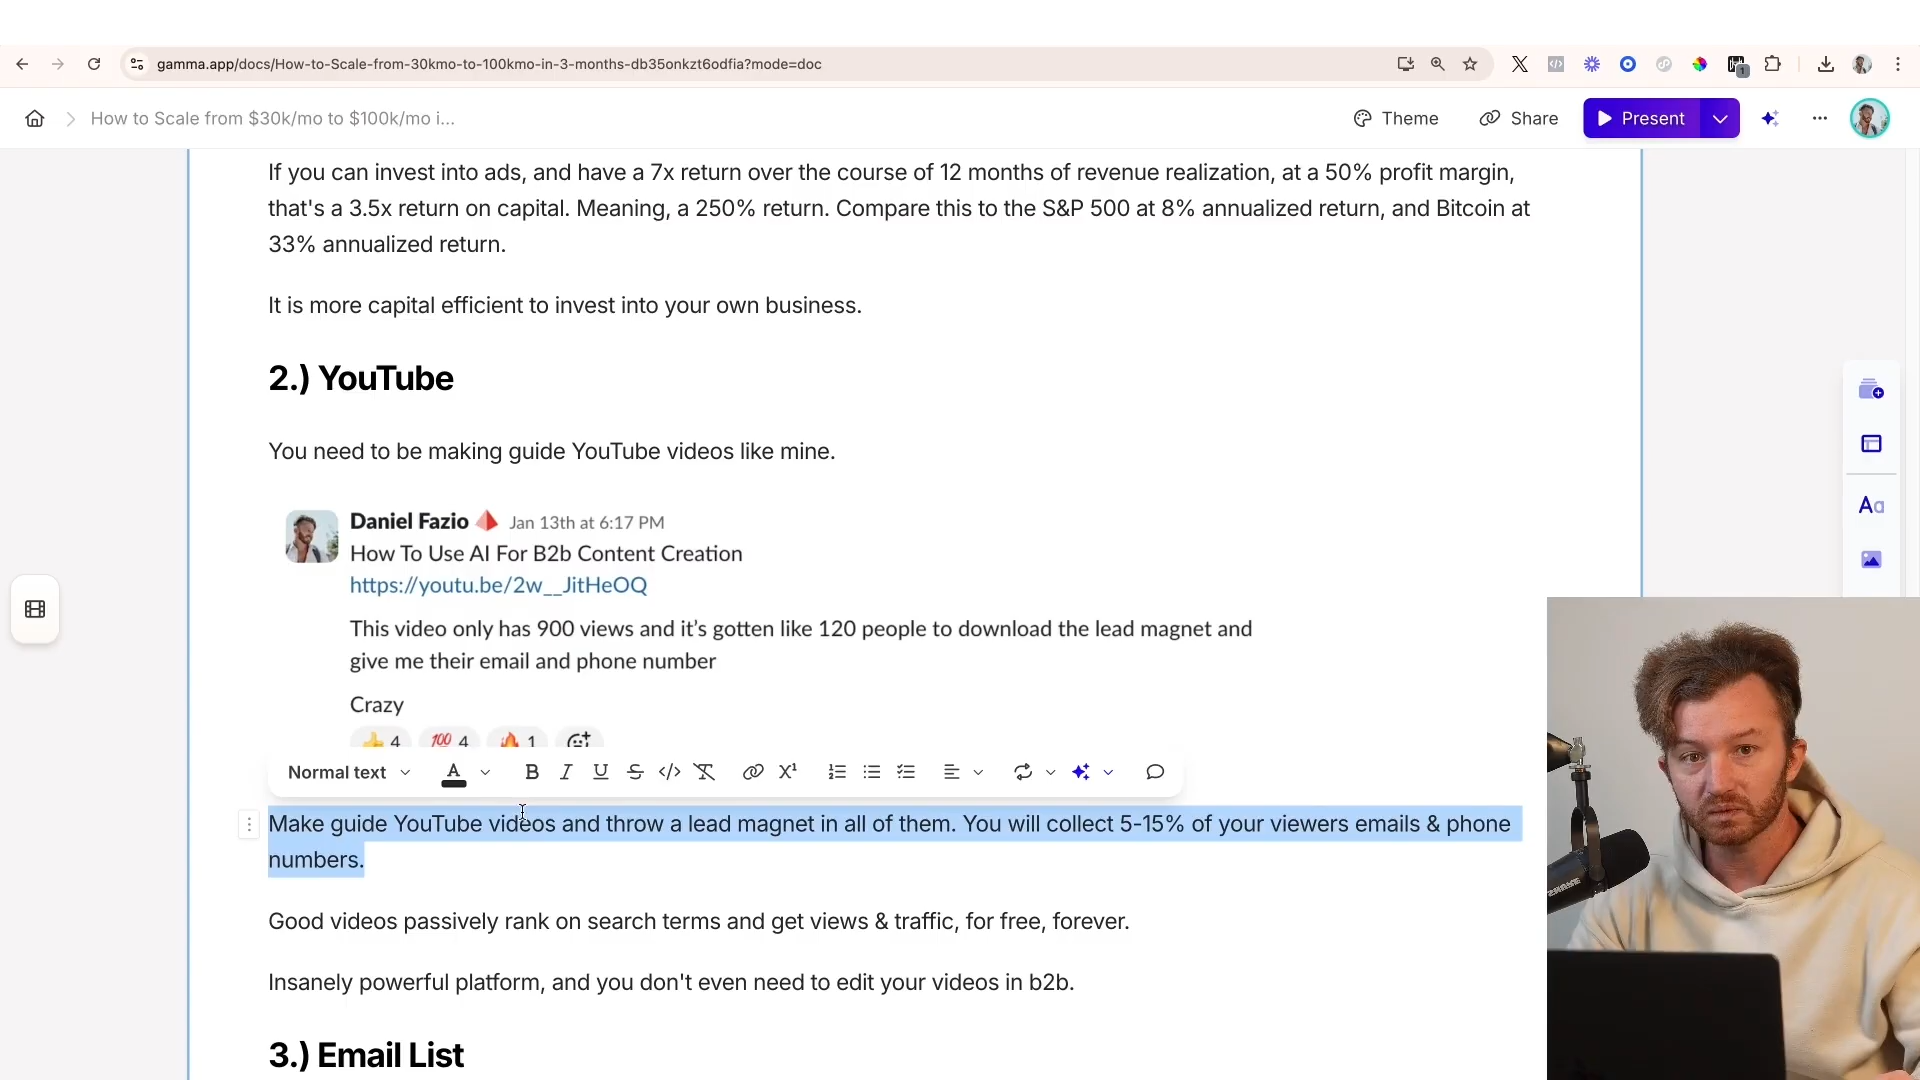 gamma.app/docs/How-to-Scale-from-30kmo-to-100kmo-in-3-months-db35onkzt6odfia?mode=doc
1
How to Scale from $30k/mo to $100k/mo i...
Theme
Share
Present
If you can invest into ads, and have a 7x return over the course of 12 months of revenue realization, at a 50% profit margin,
that's a 3.5x return on capital. Meaning, a 250% return. Compare this to the S&P 500 at 8% annualized return, and Bitcoin at
33% annualized return.
It is more capital efficient to invest into your own business.
2.) YouTube
You need to be making guide YouTube videos like mine.
Daniel Fazio Jan 13th at 6:17 PM
How To Use AI For B2b Content Creation
https://youtu.be/2w__JitHeOQ
This video only has 900 views and it's gotten like 120 people to download the lead magnet and
give me their email and phone number
Crazy
👍 4 💯 4 🔥 1
Normal text
A B I U S </> X¹
Make guide YouTube videos and throw a lead magnet in all of them. You will collect 5-15% of your viewers emails & phone
numbers.
Good videos passively rank on search terms and get views & traffic, for free, forever.
Insanely powerful platform, and you don't even need to edit your videos in b2b.
3.) Email List
Aa